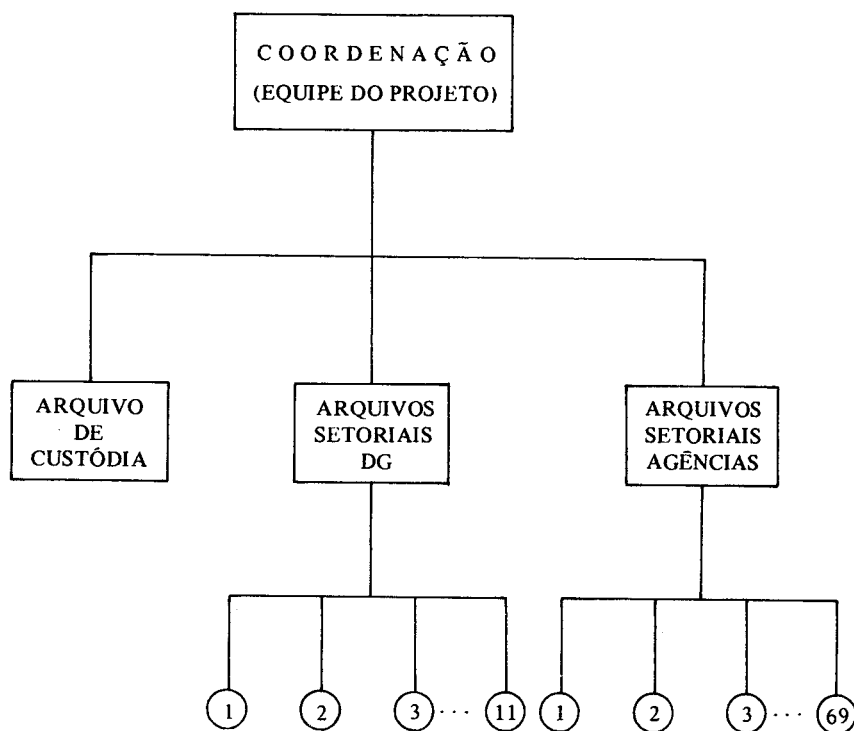 COORDENAÇÃO
(EQUIPE DO PROJETO)
ARQUIVO
DE
CUSTÓDIA
ARQUIVOS
SETORIAIS
DG
ARQUIVOS
SETORIAIS
AGÊNCIAS
1 2 3 ... 11 1 2 3 ... 69